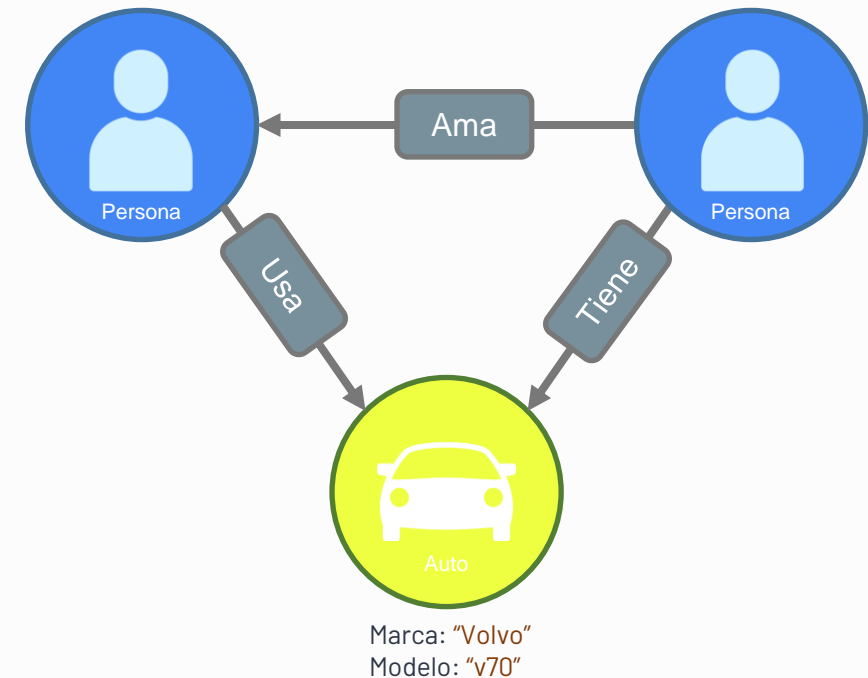 Ama
Persona
Persona
Usa
Tiene
Auto
Marca: “Volvo”
Modelo: “v70”